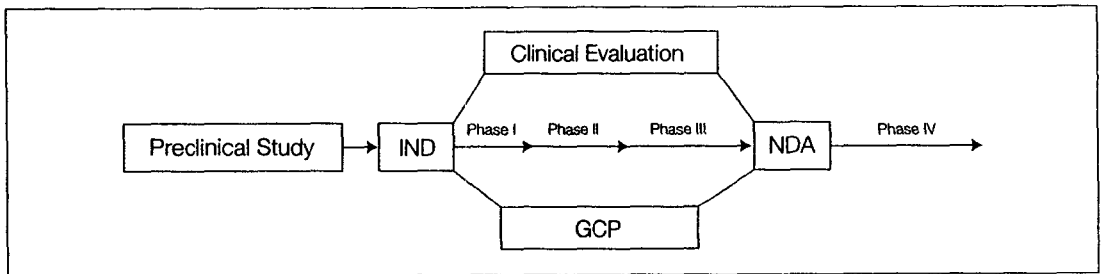 Clinical Evaluation
Preclinical Study
IND
Phase I
Phase II
Phase III
NDA
Phase IV
GCP